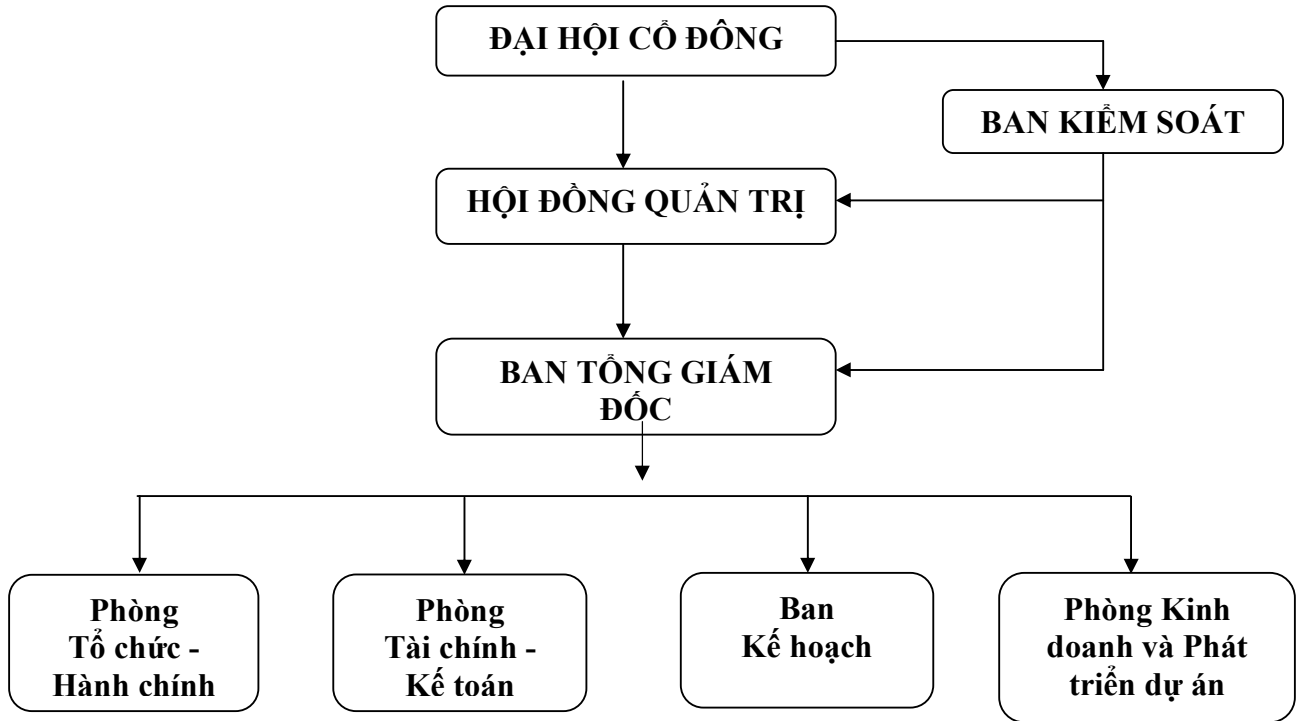 ĐẠI HỘI CỔ ĐÔNG
BAN KIỂM SOÁT
HỘI ĐỒNG QUẢN TRỊ
BAN TỔNG GIÁM
ĐỐC
Phòng
Tổ chức -
Hành chính
Phòng
Tài chính -
Kế toán
Ban
Kế hoạch
Phòng Kinh
doanh và Phát
triển dự án